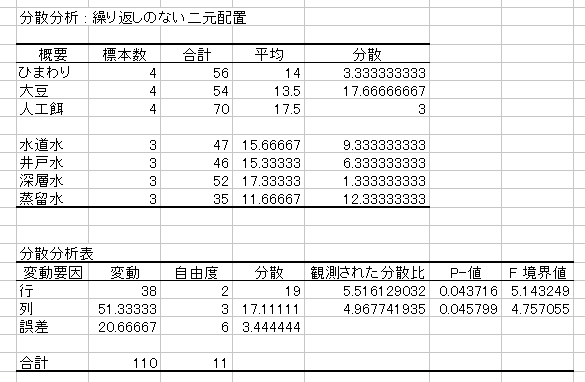 分散分析：繰り返しのない二元配置
概要 標本数 合計 平均 分散
ひまわり 4 56 14 3.333333333
大豆 4 54 13.5 17.66666667
人工餌 4 70 17.5 3
水道水 3 47 15.66667 9.333333333
井戸水 3 46 15.33333 6.333333333
深層水 3 52 17.33333 1.333333333
蒸留水 3 35 11.66667 12.33333333
分散分析表
変動要因 変動 自由度 分散 観測された分散比 P-値 F 境界値
行 38 2 19 5.516129032 0.043716 5.143249
列 51.33333 3 17.11111 4.967741935 0.045799 4.757055
誤差 20.66667 6 3.444444
合計 110 11